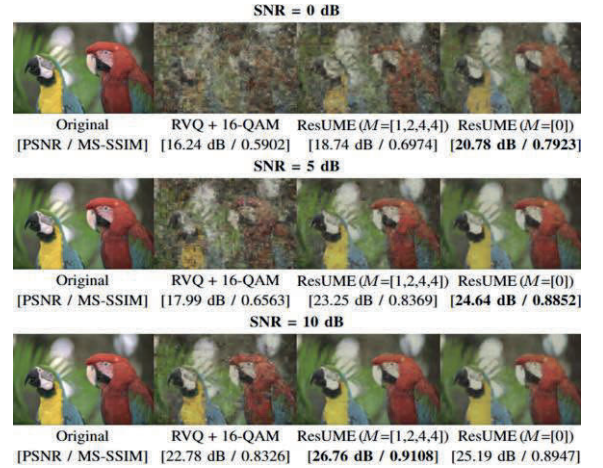 SNR = 0 dB
Original RVQ + 16-QAM ResUME (M=[1,2,4,4]) ResUME (M=[0])
[PSNR / MS-SSIM] [16.24 dB / 0.5902] [18.74 dB / 0.6974] [20.78 dB / 0.7923]
SNR = 5 dB
Original RVQ + 16-QAM ResUME (M=[1,2,4,4]) ResUME (M=[0])
[PSNR / MS-SSIM] [17.99 dB / 0.6563] [23.25 dB / 0.8369] [24.64 dB / 0.8852]
SNR = 10 dB
Original RVQ + 16-QAM ResUME (M=[1,2,4,4]) ResUME (M=[0])
[PSNR / MS-SSIM] [22.78 dB / 0.8326] [26.76 dB / 0.9108] [25.19 dB / 0.8947]